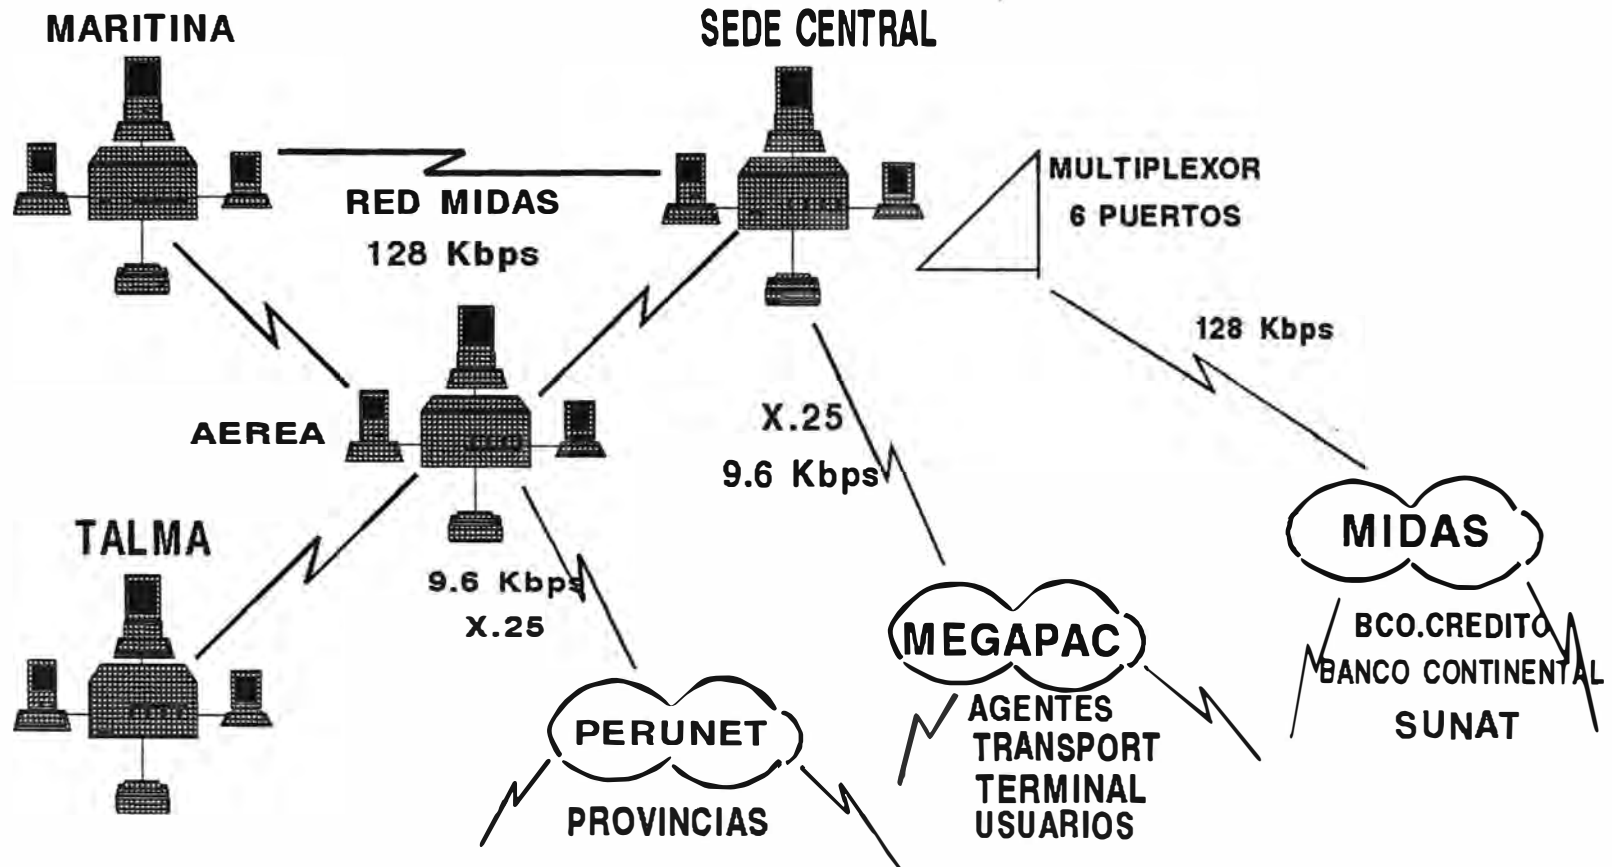 MARITINA
SEDE CENTRAL
MULTIPLEXOR
6 PUERTOS
RED MIDAS
128 Kbps
128 Kbps
AEREA
X.25
9.6 Kbps
TALMA
9.6 Kbps
X.25
MIDAS
BCO.CREDITO
BANCO CONTINENTAL
SUNAT
MEGAPAC
AGENTES
TRANSPORT
TERMINAL
USUARIOS
PERUNET
PROVINCIAS